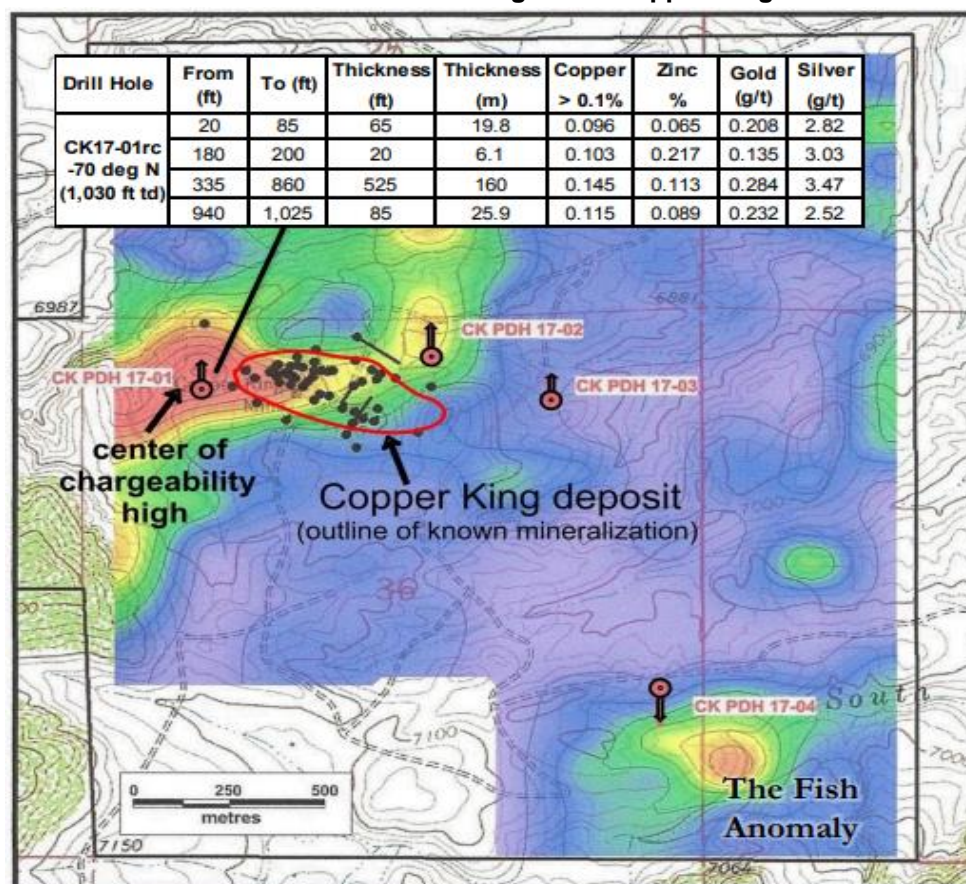 Drill Hole From (ft) To (ft) Thickness (ft) Thickness (m) Copper > 0.1% Zinc % Gold (g/t) Silver (g/t)
CK17-01rc -70 deg N (1,030 ft td)
20 85 65 19.8 0.096 0.065 0.208 2.82
180 200 20 6.1 0.103 0.217 0.135 3.03
335 860 525 160 0.145 0.113 0.284 3.47
940 1,025 85 25.9 0.115 0.089 0.232 2.52
6987
6881
CK PDH 17-02
CK PDH 17-01
CK PDH 17-03
center of
chargeability
high
Copper King deposit
(outline of known mineralization)
36
South
CK PDH 17-04
7100
0 250 500
metres
The Fish
Anomaly
7150
7064